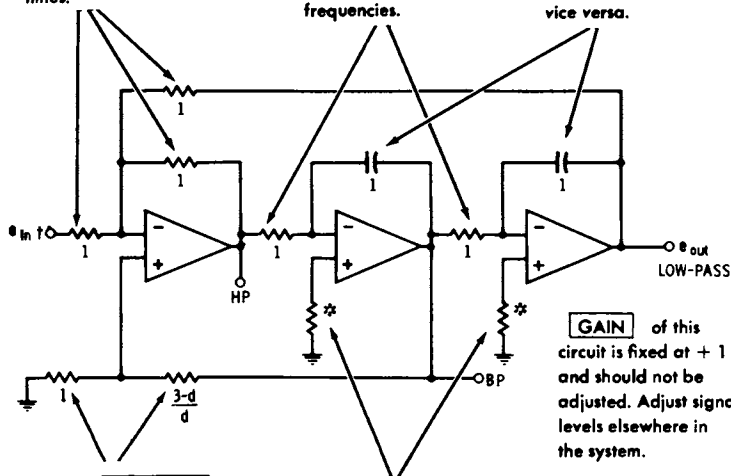 frequencies.
vice versa.
1
1
1
1
e in †
1
−
+
1
−
+
1
−
+
e out
LOW-PASS
HP
*
*
GAIN of this
circuit is fixed at + 1
and should not be
adjusted. Adjust signa
levels elsewhere in
the system.
BP
1
3-d
d